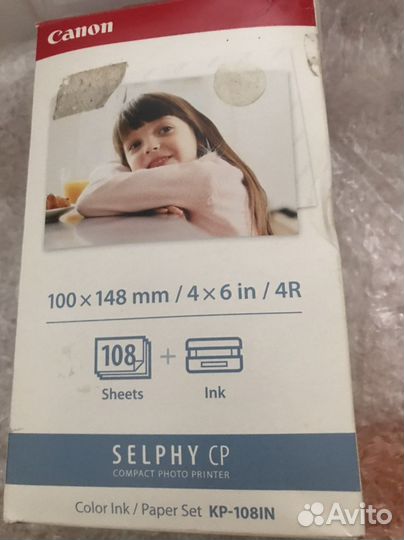 Canon
100 × 148 mm / 4 × 6 in / 4R
108 +
Sheets Ink
SELPHY CP
COMPACT PHOTO PRINTER
Color Ink / Paper Set KP-108IN
Avito